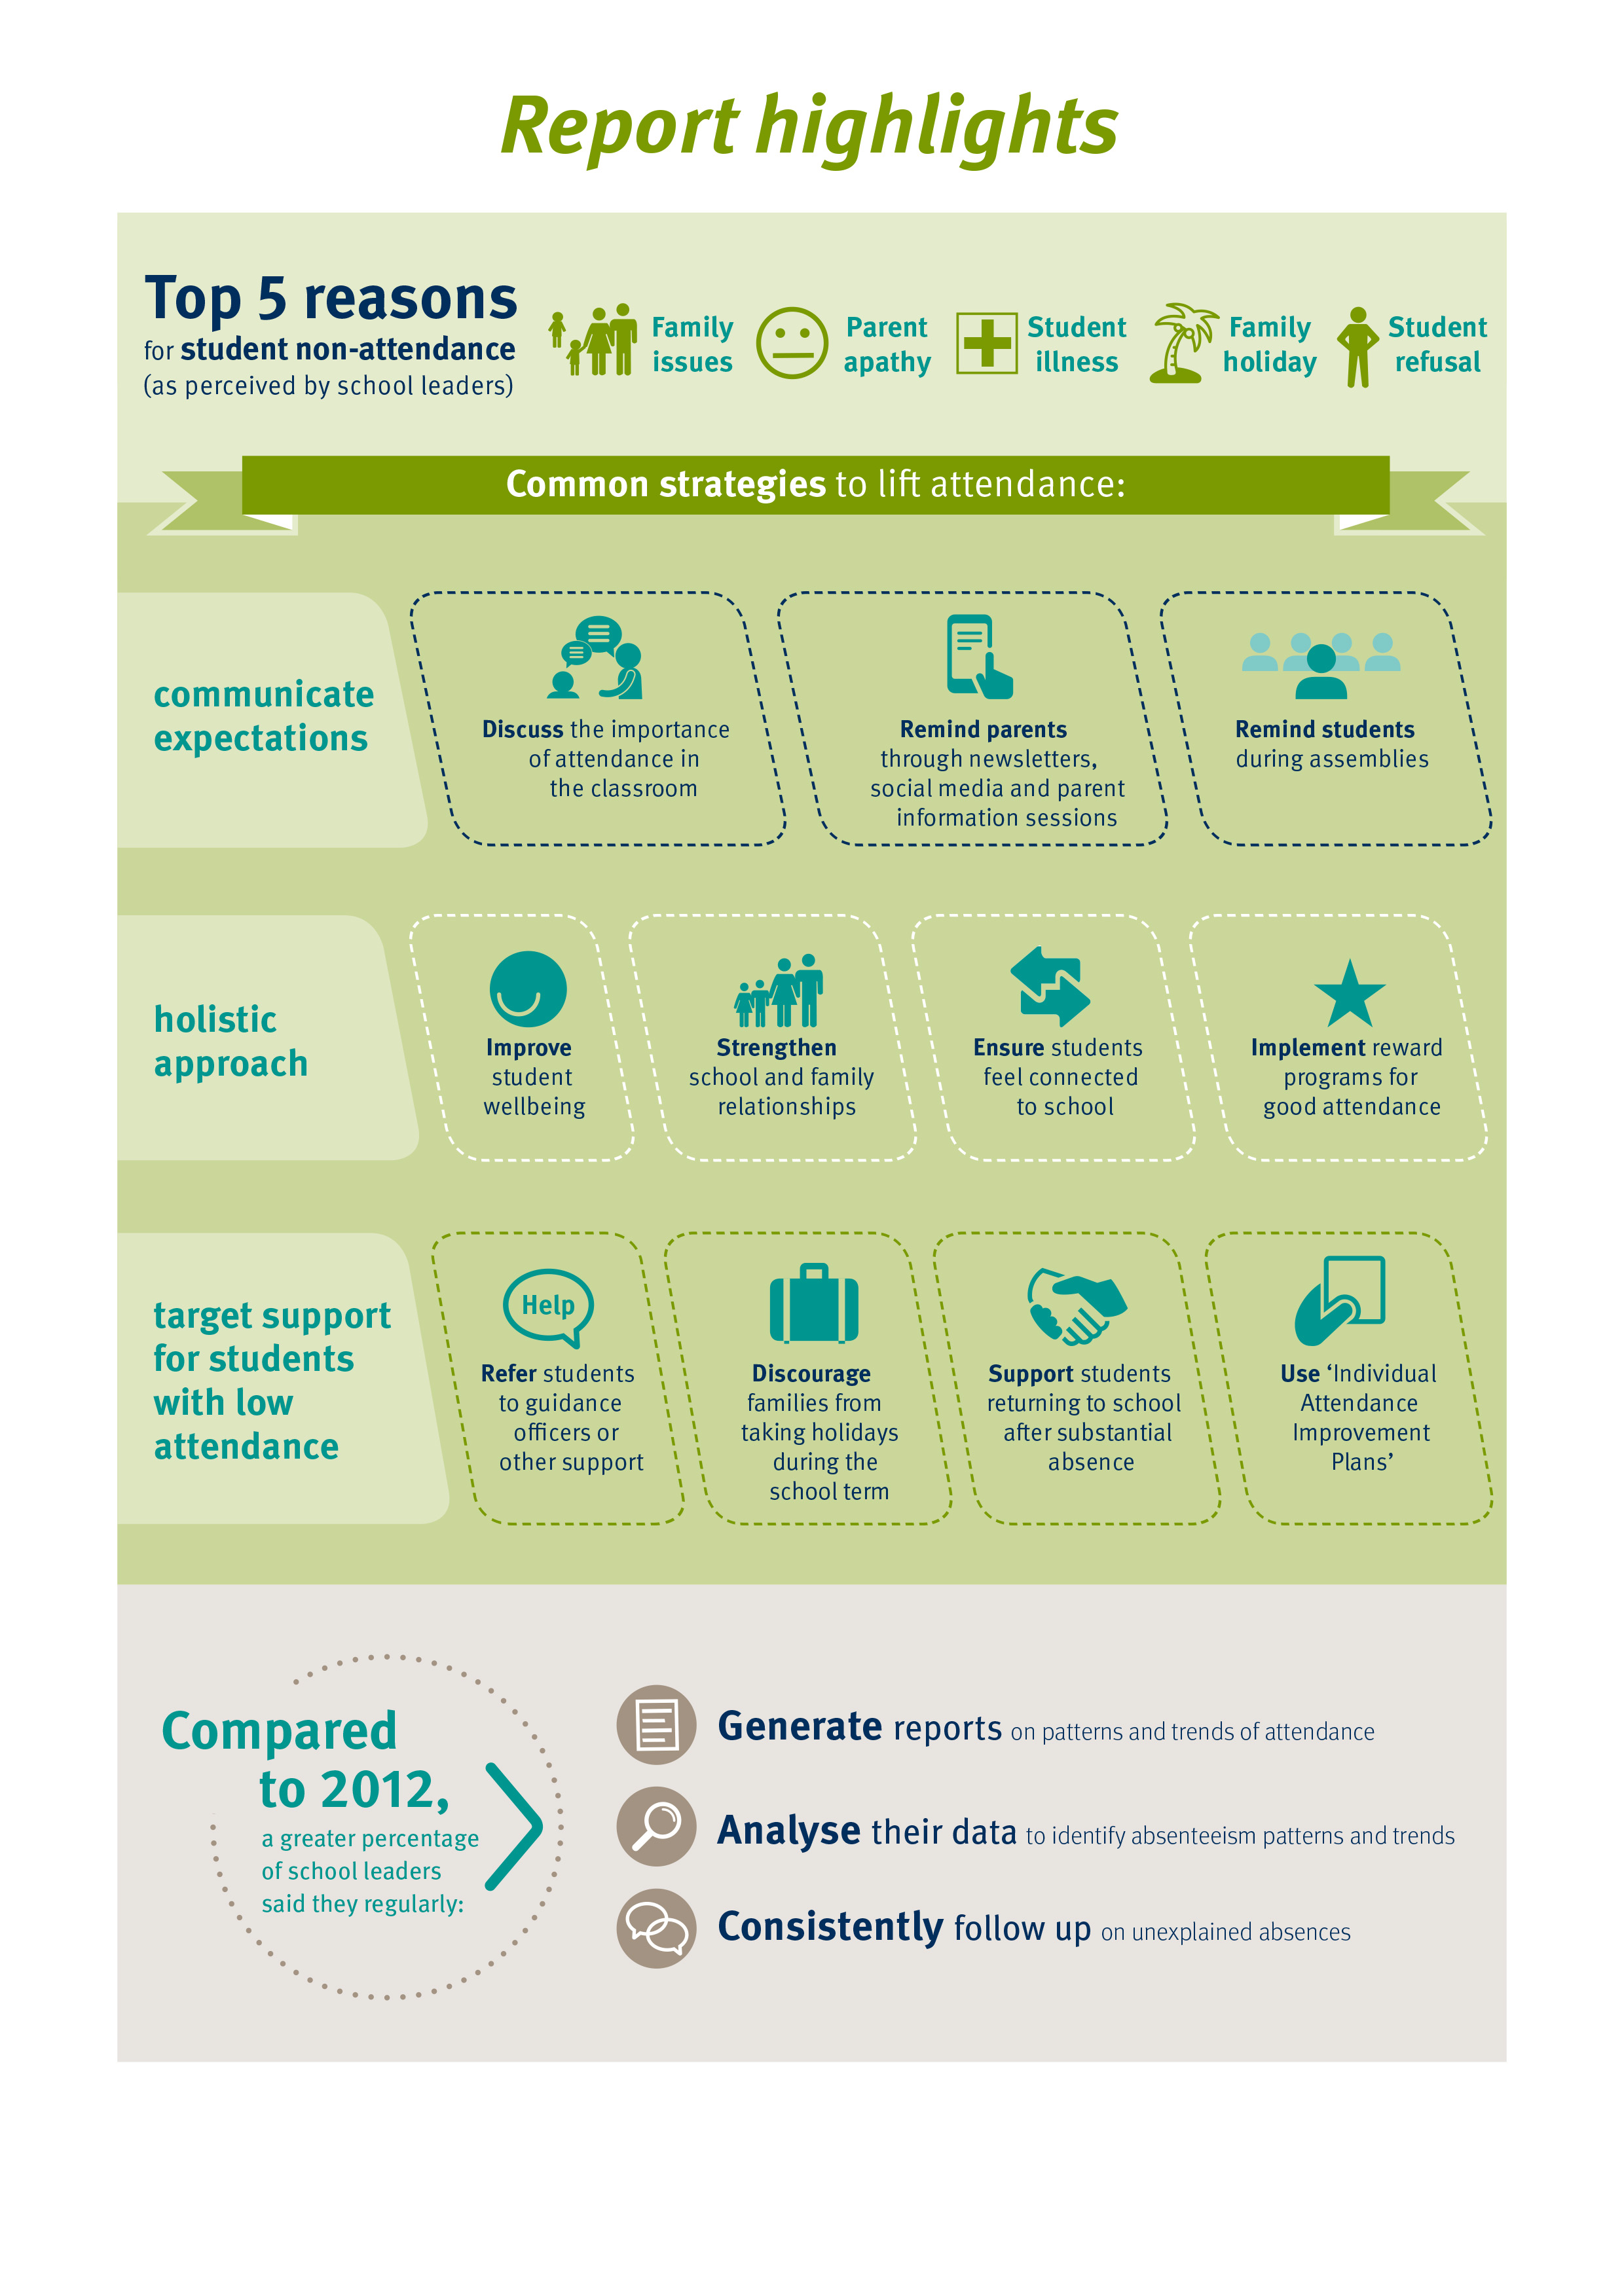 Report highlights
Top 5 reasons
for student non-attendance
(as perceived by school leaders)
Family
issues
Parent
apathy
Student
illness
Family
holiday
Student
refusal
Common strategies to lift attendance:
communicate
expectations
Discuss the importance
of attendance in
the classroom
Remind parents
through newsletters,
social media and parent
information sessions
Remind students
during assemblies
holistic
approach
Improve
student
wellbeing
Strengthen
school and family
relationships
Ensure students
feel connected
to school
Implement reward
programs for
good attendance
target support
for students
with low
attendance
Help
Refer students
to guidance
officers or
other support
Discourage
families from
taking holidays
during the
school term
Support students
returning to school
after substantial
absence
Use ‘Individual
Attendance
Improvement
Plans’
Compared
to 2012,
a greater percentage
of school leaders
said they regularly:
Generate reports on patterns and trends of attendance
Analyse their data to identify absenteeism patterns and trends
Consistently follow up on unexplained absences